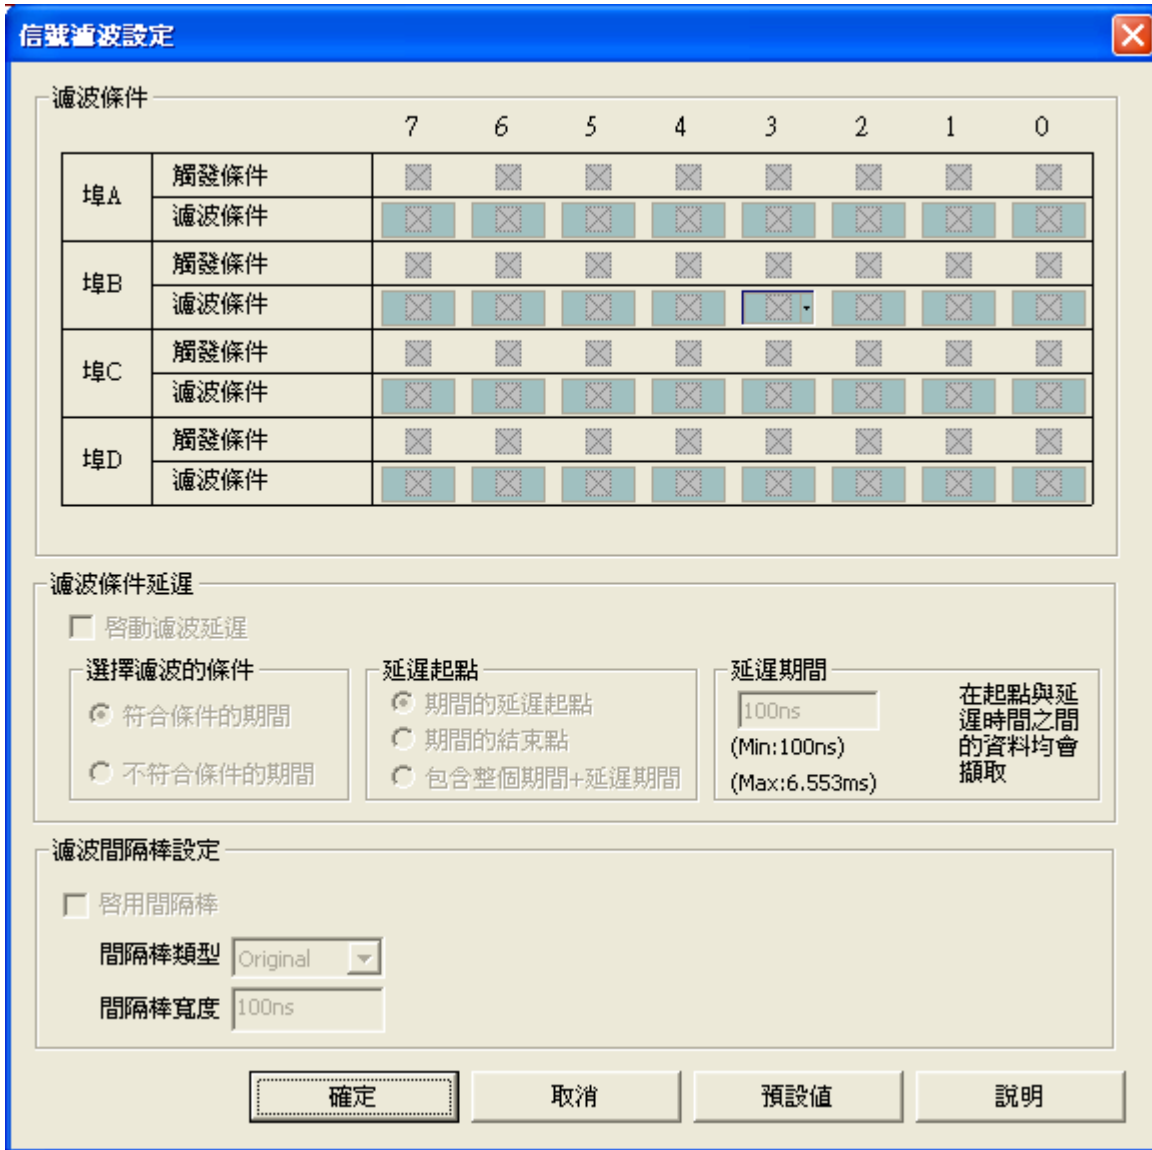 信號濾波設定
濾波條件
7 6 5 4 3 2 1 0
埠A
觸發條件
濾波條件
埠B
觸發條件
濾波條件
埠C
觸發條件
濾波條件
埠D
觸發條件
濾波條件
濾波條件延遲
啓動濾波延遲
選擇濾波的條件
符合條件的期間
不符合條件的期間
延遲起點
期間的延遲起點
期間的結束點
包含整個期間+延遲期間
延遲期間
100ns
(Min:100ns)
(Max:6.553ms)
在起點與延
遲時間之間
的資料均會
擷取
濾波間隔棒設定
啓用間隔棒
間隔棒類型 Original
間隔棒寬度 100ns
確定 取消 預設值 說明